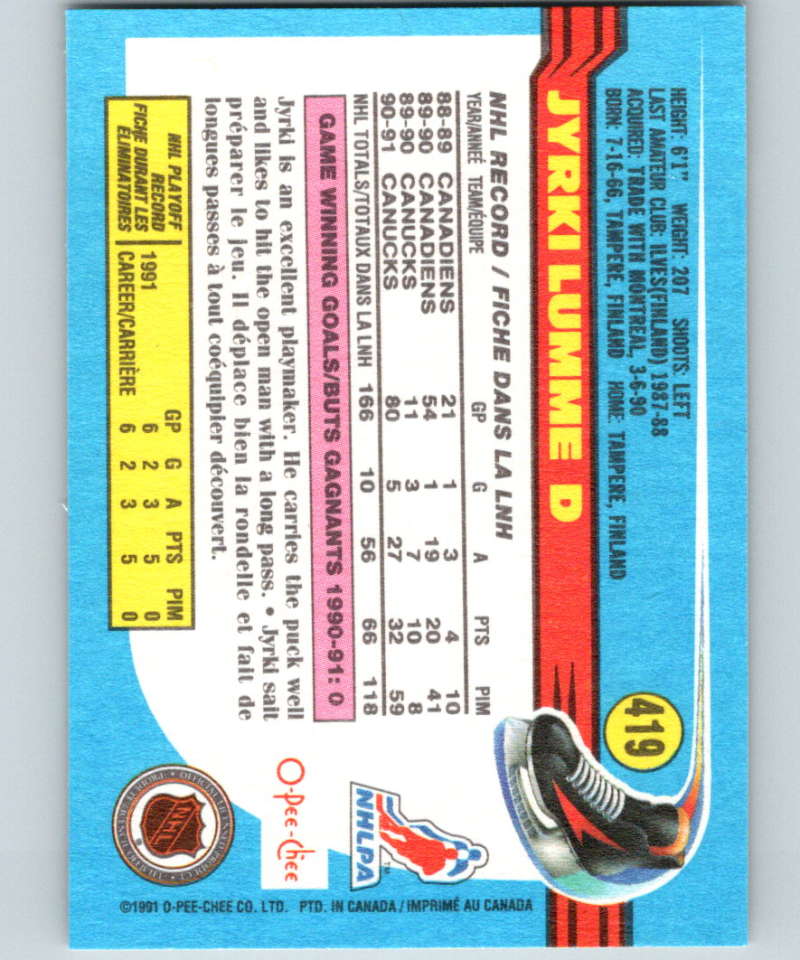 HEIGHT: 6'1" WEIGHT: 207 SHOOTS: LEFT
LAST AMATEUR CLUB: ILVES(FINLAND) 1987-88
ACQUIRED: TRADE WITH MONTREAL, 3-6-90
BORN: 7-16-66, TAMPERE, FINLAND HOME: TAMPERE, FINLAND
419
JYRKI LUMME D
NHL RECORD / FICHE DANS LA LNH
YEAR/ANNEÉ TEAM/ÉQUIPE GP G A PTS PIM
88-89 CANADIENS 21 1 3 4 10
89-90 CANADIENS 54 1 19 20 41
89-90 CANUCKS 11 3 7 10 8
90-91 CANUCKS 80 5 27 32 59
NHL TOTALS/TOTAUX DANS LA LNH 166 10 56 66 118
GAME WINNING GOALS/BUTS GAGNANTS 1990-91: 0
Jyrki is an excellent playmaker. He carries the puck well
and likes to hit the open man with a long pass. • Jyrki sait
préparer le jeu. Il déplace bien la rondelle et fait de
longues passes à tout coéquipier découvert.
NHL PLAYOFF
RECORD
FICHE DURANT LES
ÉLIMINATOIRES
GP G A PTS PIM
1991 6 2 3 5 0
CAREER/CARRIÈRE 6 2 3 5 0
NHLPA
TM
O-Pee-Chee
NHL
©1991 O-PEE-CHEE CO. LTD. PTD. IN CANADA / IMPRIMÉ AU CANADA